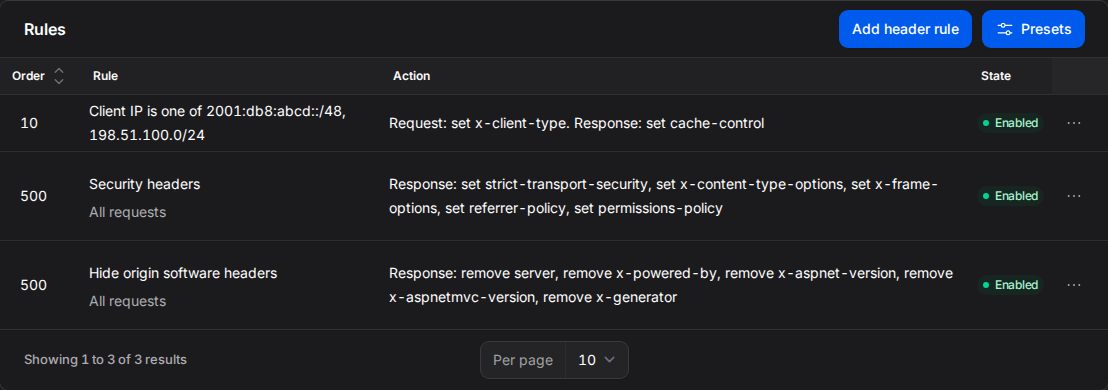 Rules
Add header rule
Presets
Order
Rule
Action
State
10
Client IP is one of 2001:db8:abcd::/48,
198.51.100.0/24
Request: set x-client-type. Response: set cache-control
Enabled
500
Security headers
All requests
Response: set strict-transport-security, set x-content-type-options, set x-frame-
options, set referrer-policy, set permissions-policy
Enabled
500
Hide origin software headers
All requests
Response: remove server, remove x-powered-by, remove x-aspnet-version, remove
x-aspnetmvc-version, remove x-generator
Enabled
Showing 1 to 3 of 3 results
Per page
10